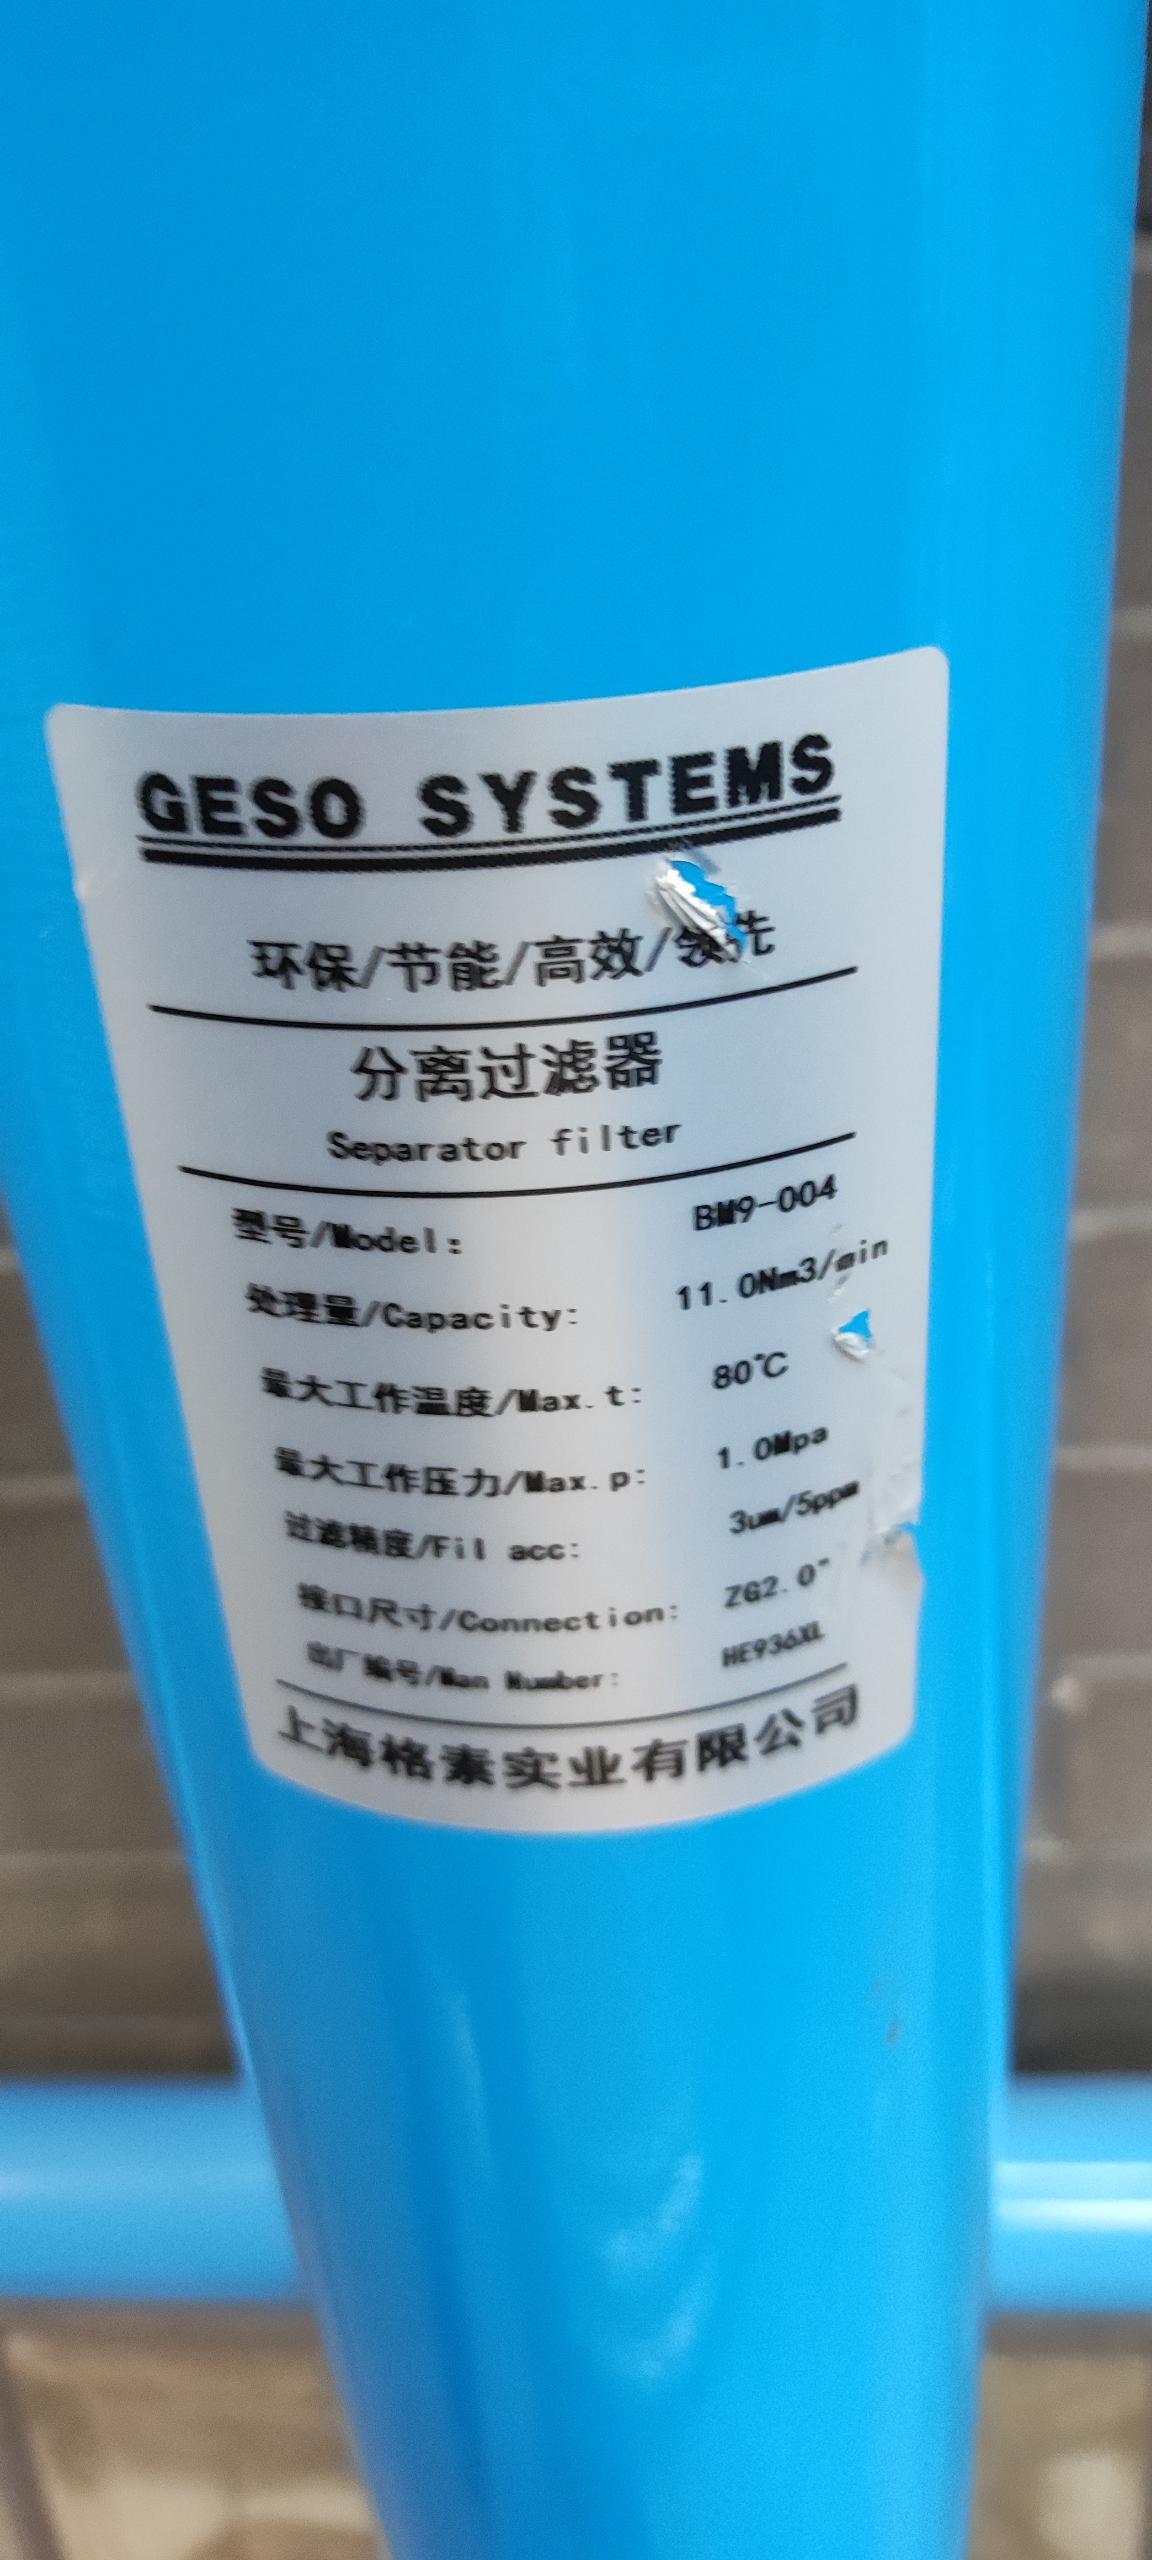 GESO SYSTEMS
环保/节能/高效/领先
分离过滤器
Separator filter
型号/Model: BM9-004
处理量/Capacity: 11.0Nm3/min
最大工作温度/Max.t: 80℃
最大工作压力/Max.p: 1.0Mpa
过滤精度/Fil acc: 3um/5ppm
接口尺寸/Connection: ZG2.0"
出厂编号/Man Number: HE936XL
上海格素实业有限公司